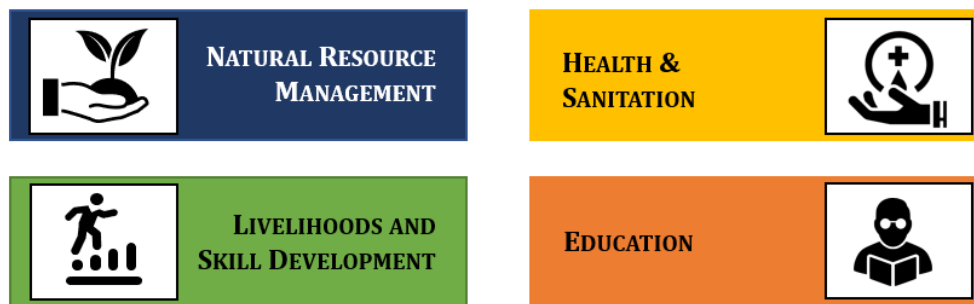 Natural Resource
Management
Health &
Sanitation
Livelihoods and
Skill Development
Education